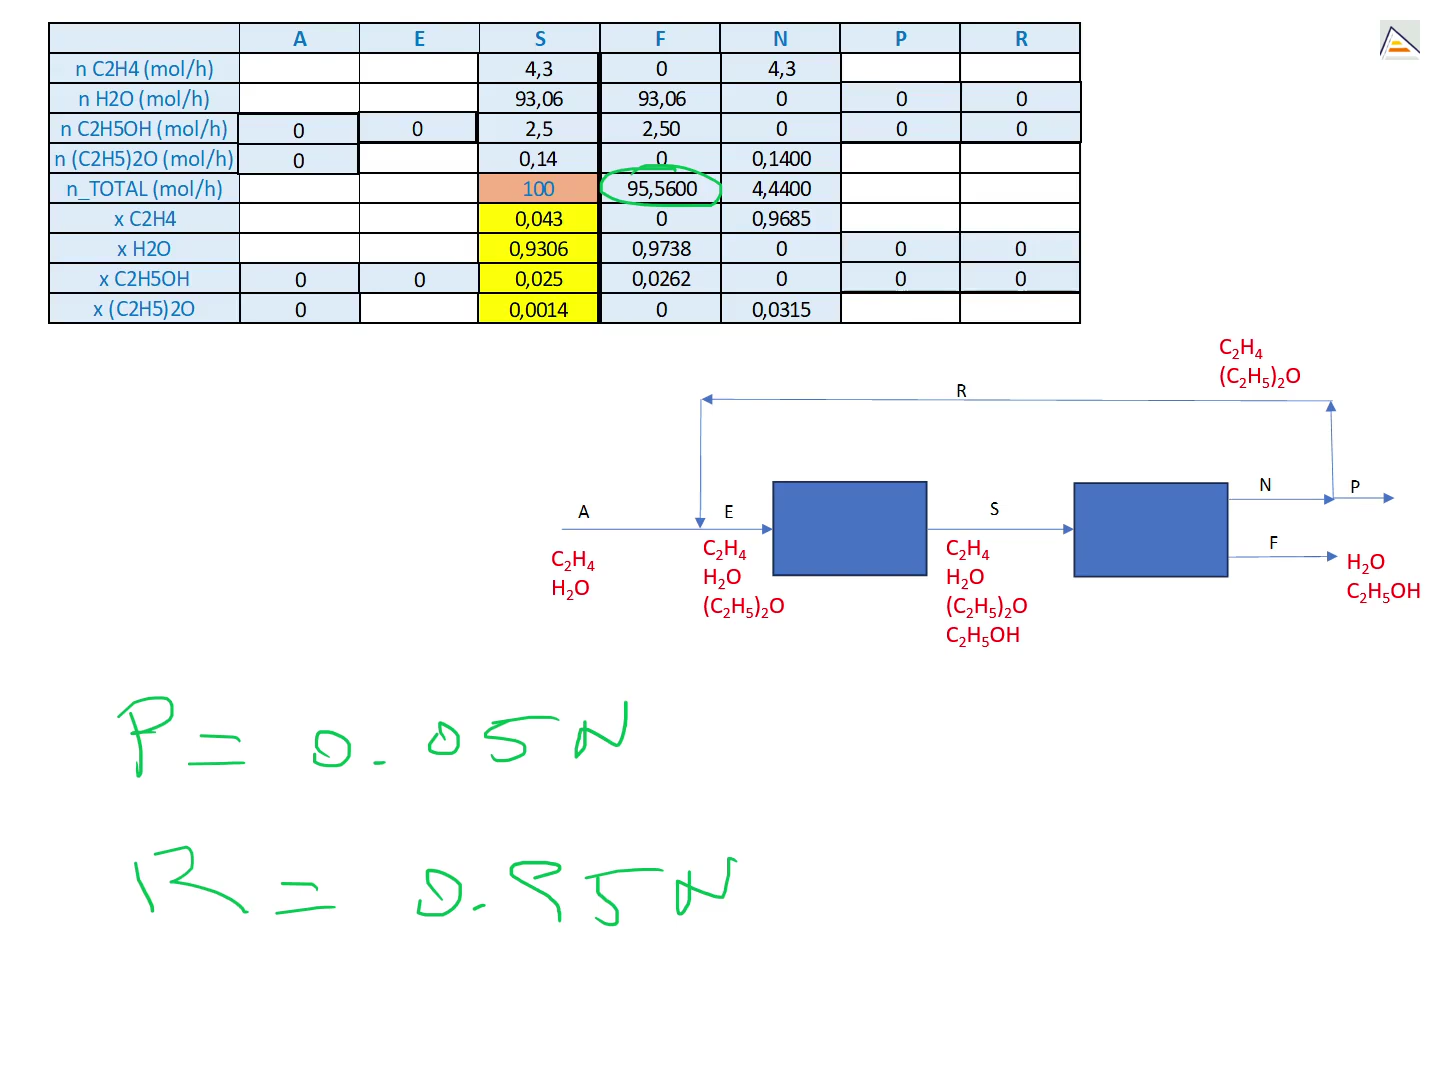 A E S F N P R
n C2H4 (mol/h) 4,3 0 4,3
n H2O (mol/h) 93,06 93,06 0 0 0
n C2H5OH (mol/h) 0 0 2,5 2,50 0 0 0
n (C2H5)2O (mol/h) 0 0,14 0 0,1400
n_TOTAL (mol/h) 100 95,5600 4,4400
x C2H4 0,043 0 0,9685
x H2O 0,9306 0,9738 0 0 0
x C2H5OH 0 0 0,025 0,0262 0 0 0
x (C2H5)2O 0 0,0014 0 0,0315
C₂H₄
(C₂H₅)₂O
R
N
P
A
E
S
F
C₂H₄
H₂O
C₂H₄
H₂O
(C₂H₅)₂O
C₂H₄
H₂O
(C₂H₅)₂O
C₂H₅OH
H₂O
C₂H₅OH
P = 0.05 N
R = 0.95 N